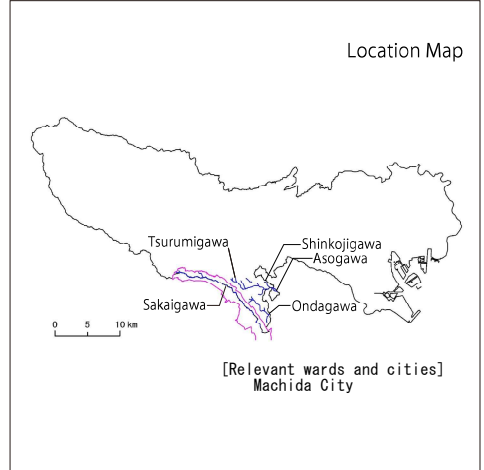 Location Map
Tsurumigawa
Shinkojigawa
Asogawa
Sakaigawa
Ondagawa
0 5 10 km
[Relevant wards and cities]
Machida City